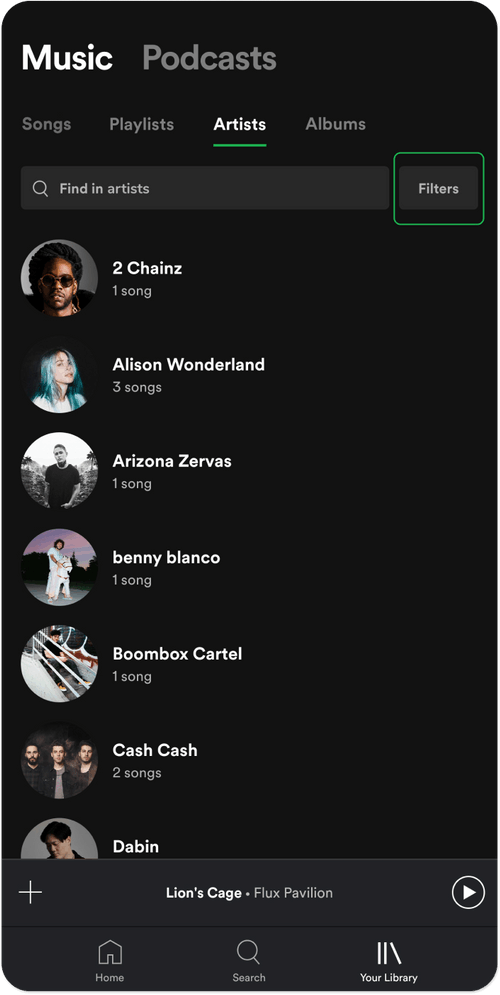 Music Podcasts
Songs Playlists Artists Albums
Find in artists Filters
2 Chainz
1 song
Alison Wonderland
3 songs
Arizona Zervas
1 song
benny blanco
1 song
Boombox Cartel
1 song
Cash Cash
2 songs
Dabin
Lion's Cage • Flux Pavilion
Home Search Your Library